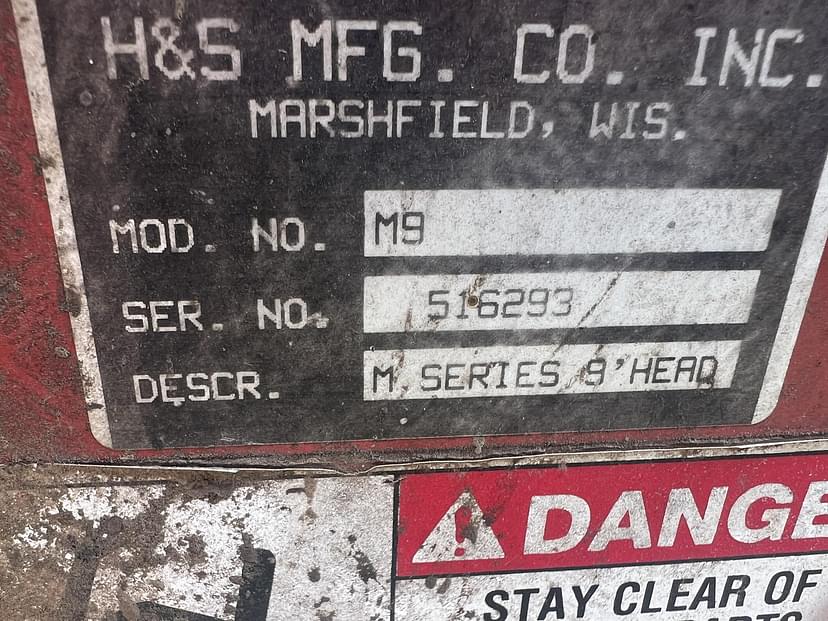 H&S MFG. CO. INC.
MARSHFIELD, WIS.
MOD. NO. M9
SER. NO. 516293
DESCR. M SERIES 9'HEAD
DANGE
STAY CLEAR OF